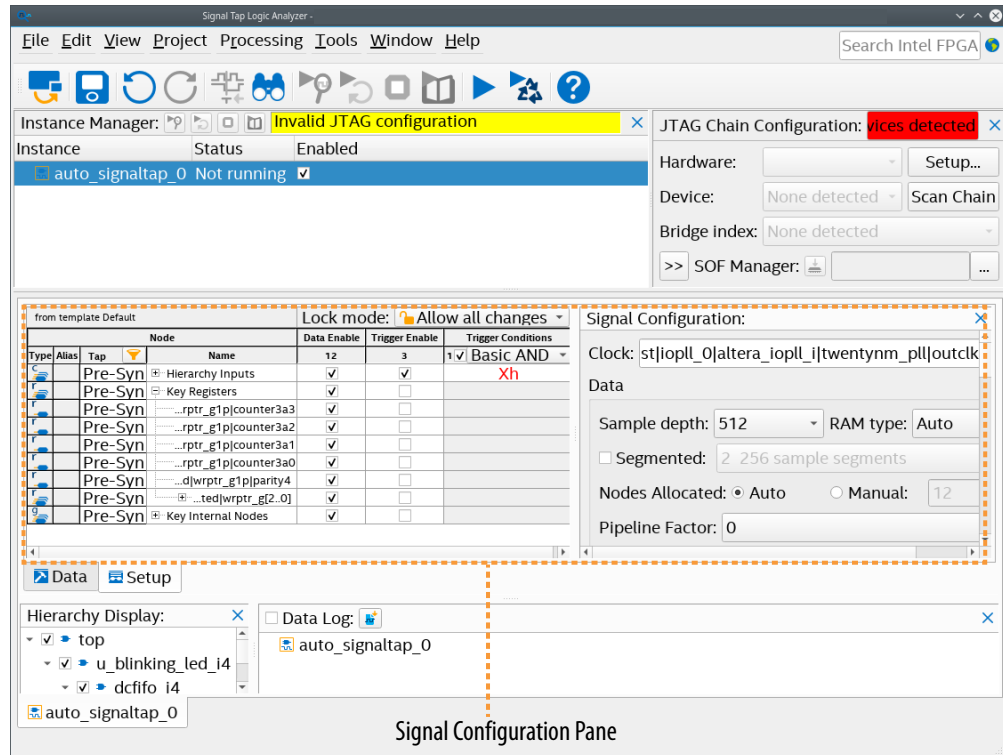 Signal Tap Logic Analyzer -
File Edit View Project Processing Tools Window Help
Search Intel FPGA
Instance Manager: Invalid JTAG configuration
Instance Status Enabled
auto_signaltap_0 Not running
JTAG Chain Configuration: vices detected
Hardware: Setup...
Device: None detected Scan Chain
Bridge index: None detected
>> SOF Manager: ...
from template Default Lock mode: Allow all changes
Node Data Enable Trigger Enable Trigger Conditions
Type Alias Tap Name 12 3 1 Basic AND
Pre-Syn Hierarchy Inputs Xh
Pre-Syn Key Registers
Pre-Syn ...rptr_g1p|counter3a3
Pre-Syn ...rptr_g1p|counter3a2
Pre-Syn ...rptr_g1p|counter3a1
Pre-Syn ...rptr_g1p|counter3a0
Pre-Syn ...d|wrptr_g1p|parity4
Pre-Syn ...ted|wrptr_g[2..0]
Pre-Syn Key Internal Nodes
Signal Configuration:
Clock: st|iopll_0|altera_iopll_i|twentynm_pll|outclk
Data
Sample depth: 512 RAM type: Auto
Segmented: 2 256 sample segments
Nodes Allocated: Auto Manual: 12
Pipeline Factor: 0
Data Setup
Hierarchy Display:
top
u_blinking_led_i4
dcfifo_i4
Data Log:
auto_signaltap_0
auto_signaltap_0
Signal Configuration Pane